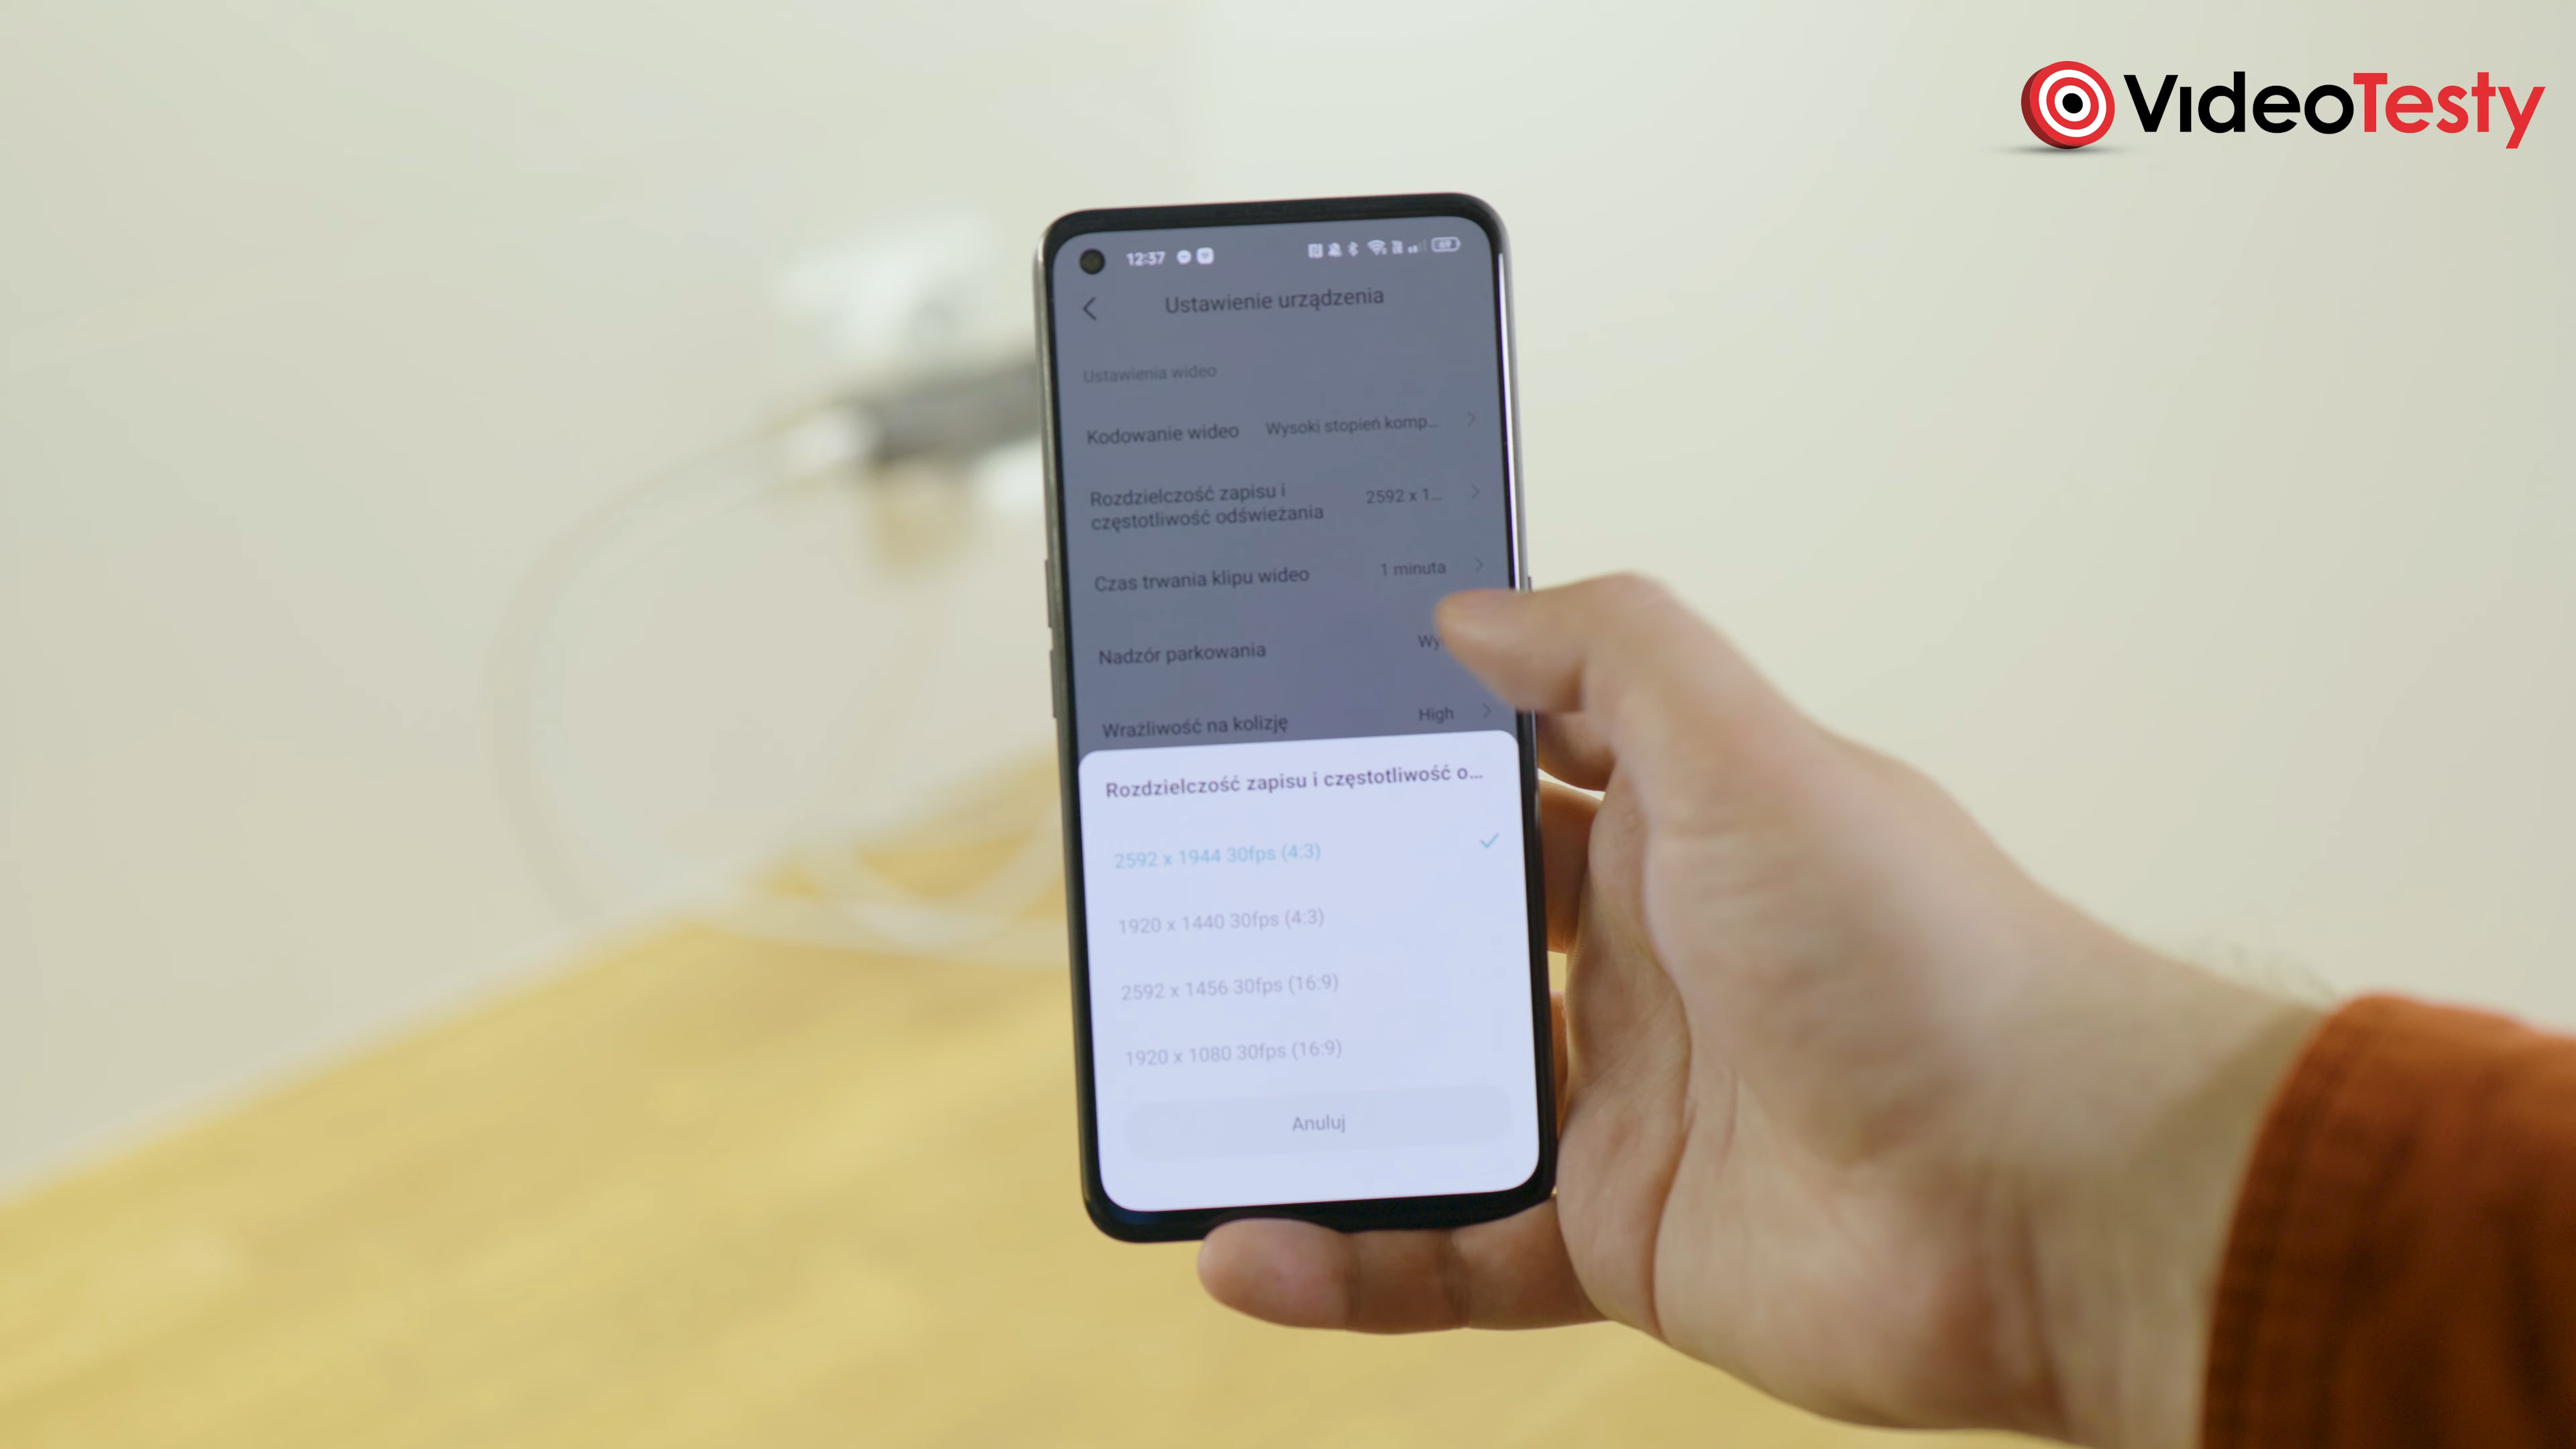 VideoTesty
12:37
69
Ustawienie urządzenia
Ustawienia wideo
Kodowanie wideo Wysoki stopień komp...
Rozdzielczość zapisu i
częstotliwość odświeżania 2592 x 1...
Czas trwania klipu wideo 1 minuta
Nadzór parkowania
Wrażliwość na kolizję High
Rozdzielczość zapisu i częstotliwość o...
2592 x 1944 30fps (4:3)
1920 x 1440 30fps (4:3)
2592 x 1456 30fps (16:9)
1920 x 1080 30fps (16:9)
Anuluj